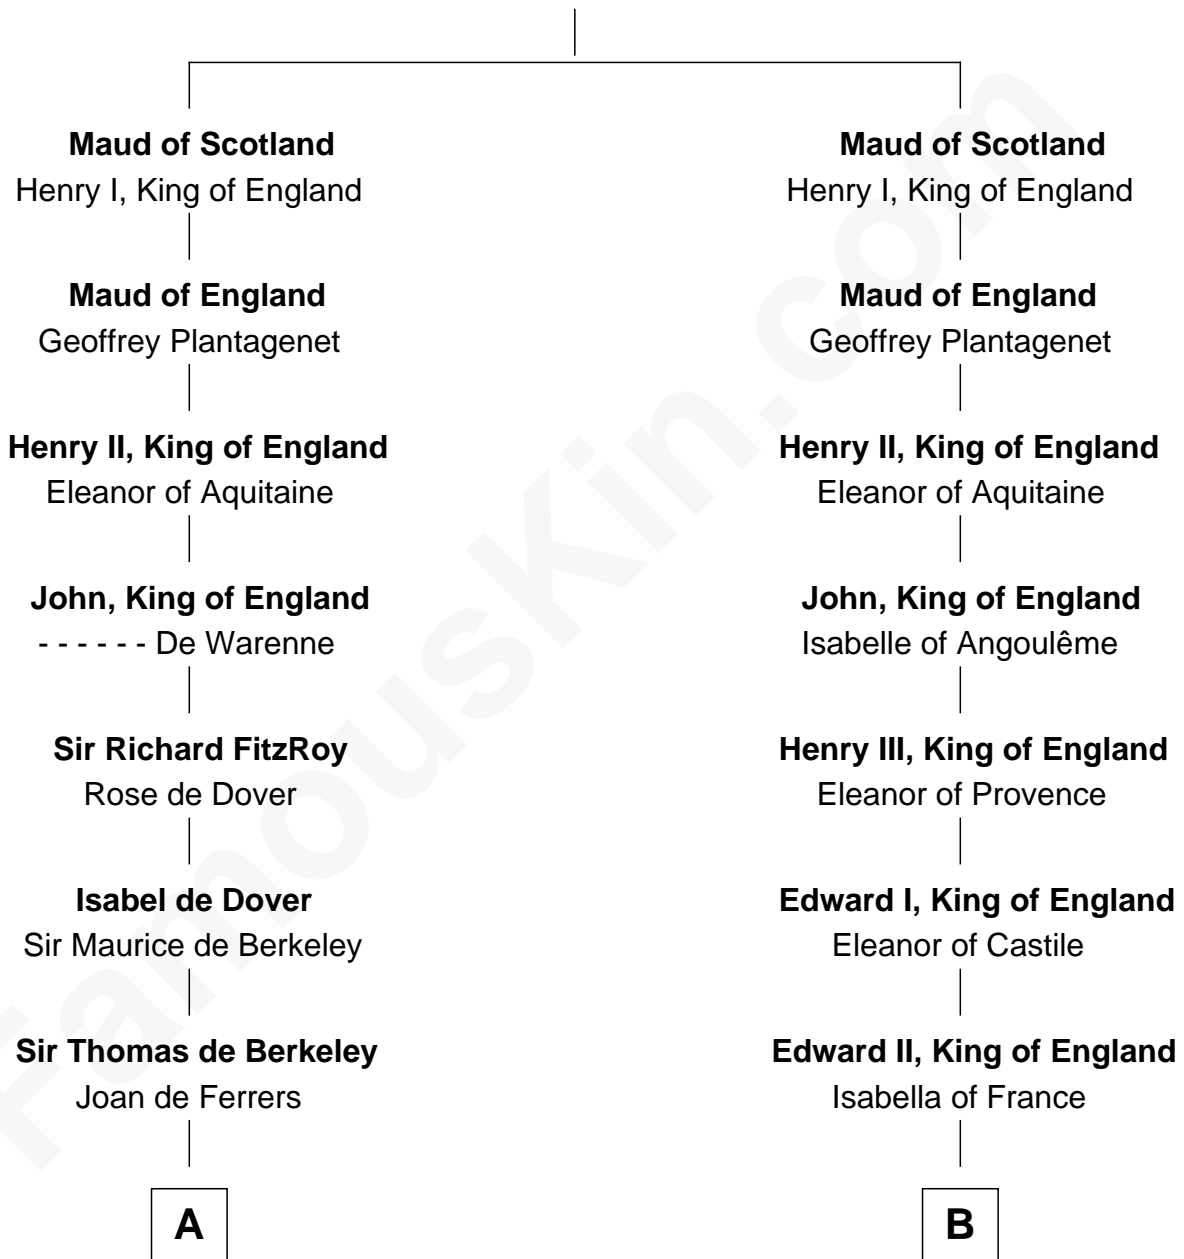 Maud of Scotland
Henry I, King of England
Maud of England
Geoffrey Plantagenet
Henry II, King of England
Eleanor of Aquitaine
John, King of England
- - - - - - De Warenne
Sir Richard FitzRoy
Rose de Dover
Isabel de Dover
Sir Maurice de Berkeley
Sir Thomas de Berkeley
Joan de Ferrers
A
Maud of Scotland
Henry I, King of England
Maud of England
Geoffrey Plantagenet
Henry II, King of England
Eleanor of Aquitaine
John, King of England
Isabelle of Angoulême
Henry III, King of England
Eleanor of Provence
Edward I, King of England
Eleanor of Castile
Edward II, King of England
Isabella of France
B
FamousKin.com